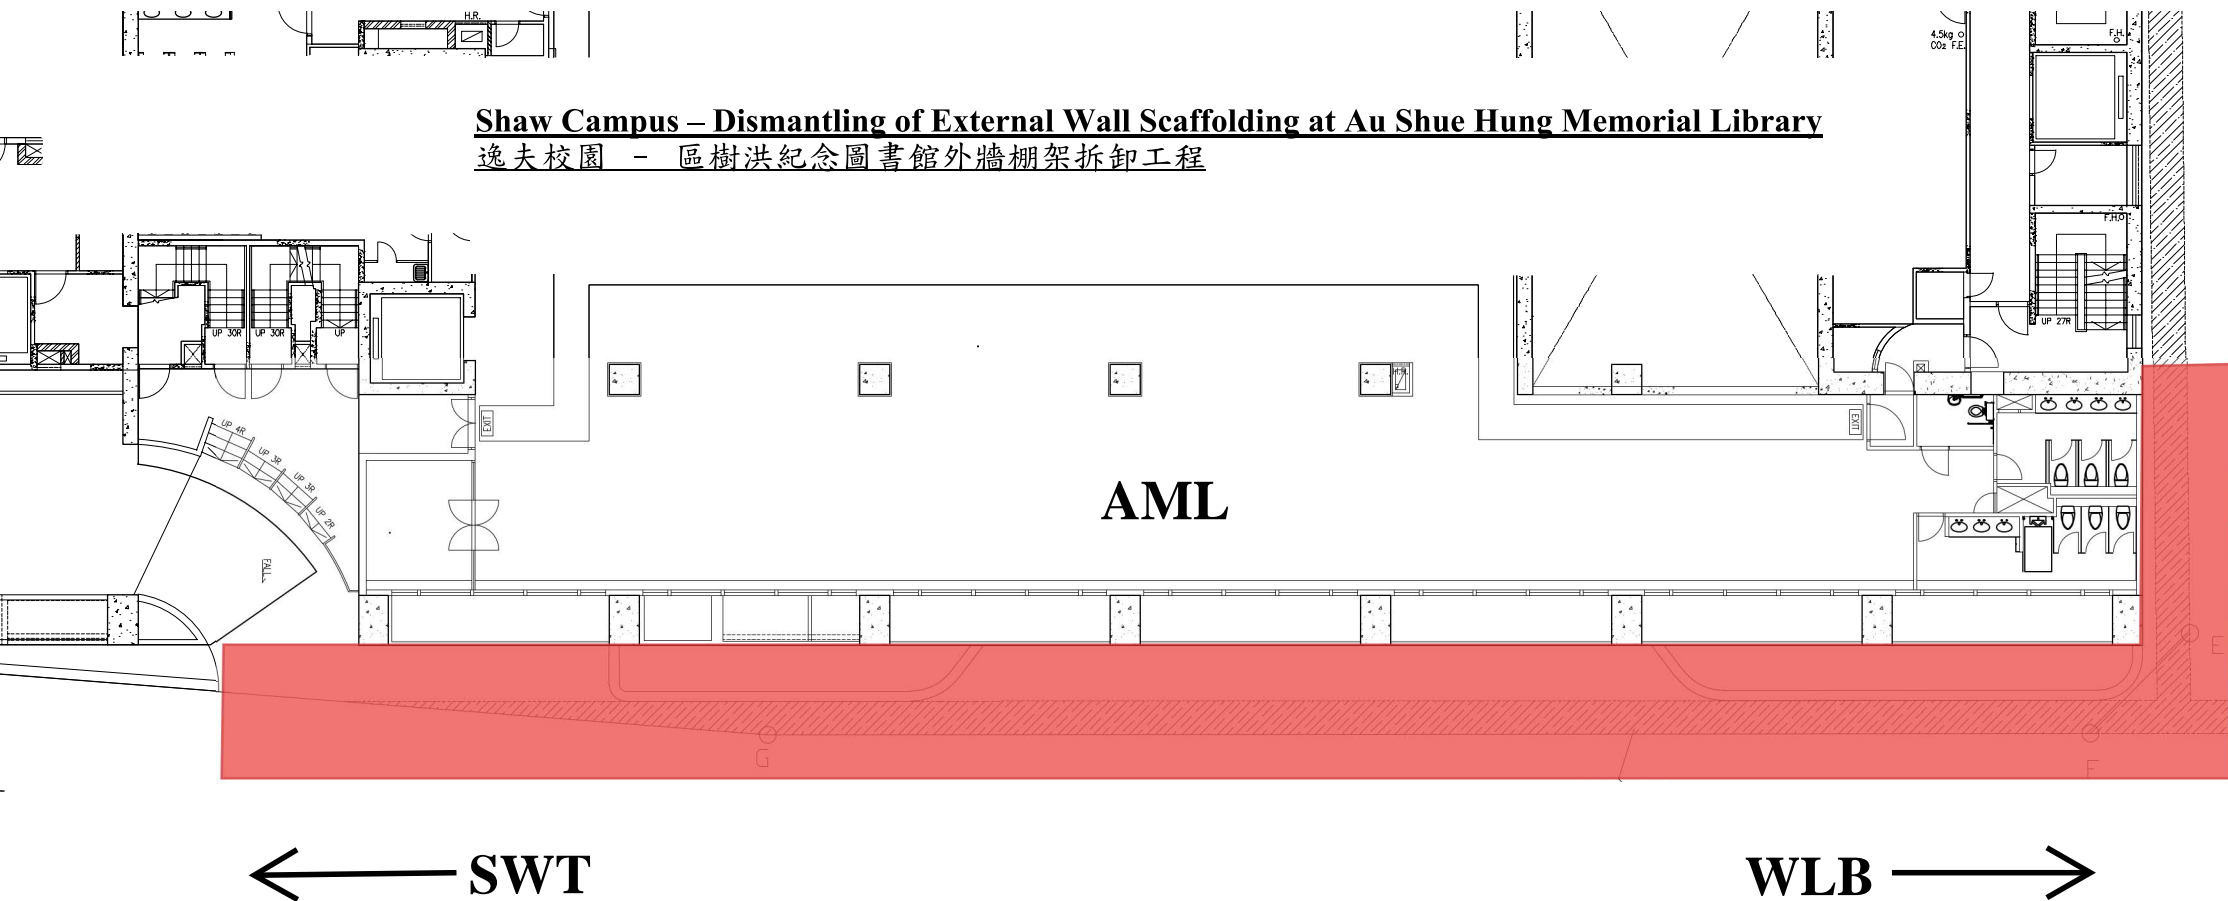 H.R.
4.5kg
CO2 F.E.
F.H.
Shaw Campus – Dismantling of External Wall Scaffolding at Au Shue Hung Memorial Library
逸夫校園 - 區樹洪紀念圖書館外牆棚架拆卸工程
F.H.
UP 30R
UP 30R
UP
UP 27R
H.R.
EXIT
EXIT
UP 4R
UP 3R
UP 3R
UP 2R
AML
FALL
E
G
F
SWT
WLB